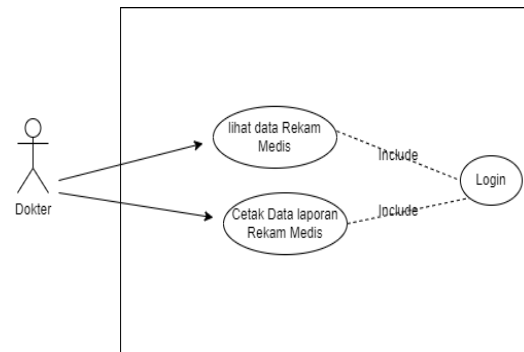 lihat data Rekam
Medis
Include
Login
Dokter
Cetak Data laporan
Rekam Medis
Include